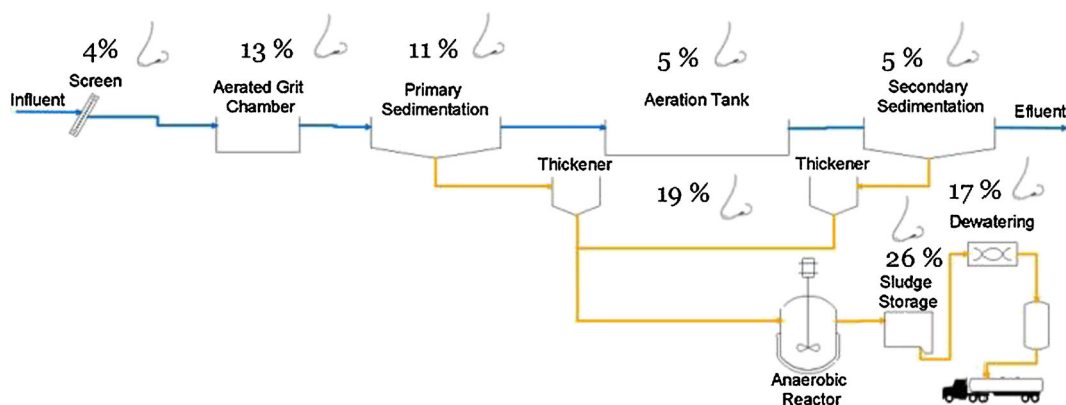 4%
13 %
11 %
5 %
5 %
Screen
Aerated Grit
Chamber
Primary
Sedimentation
Aeration Tank
Secondary
Sedimentation
Influent
Efluent
Thickener
Thickener
19 %
17 %
Dewatering
26 %
Sludge
Storage
Anaerobic
Reactor